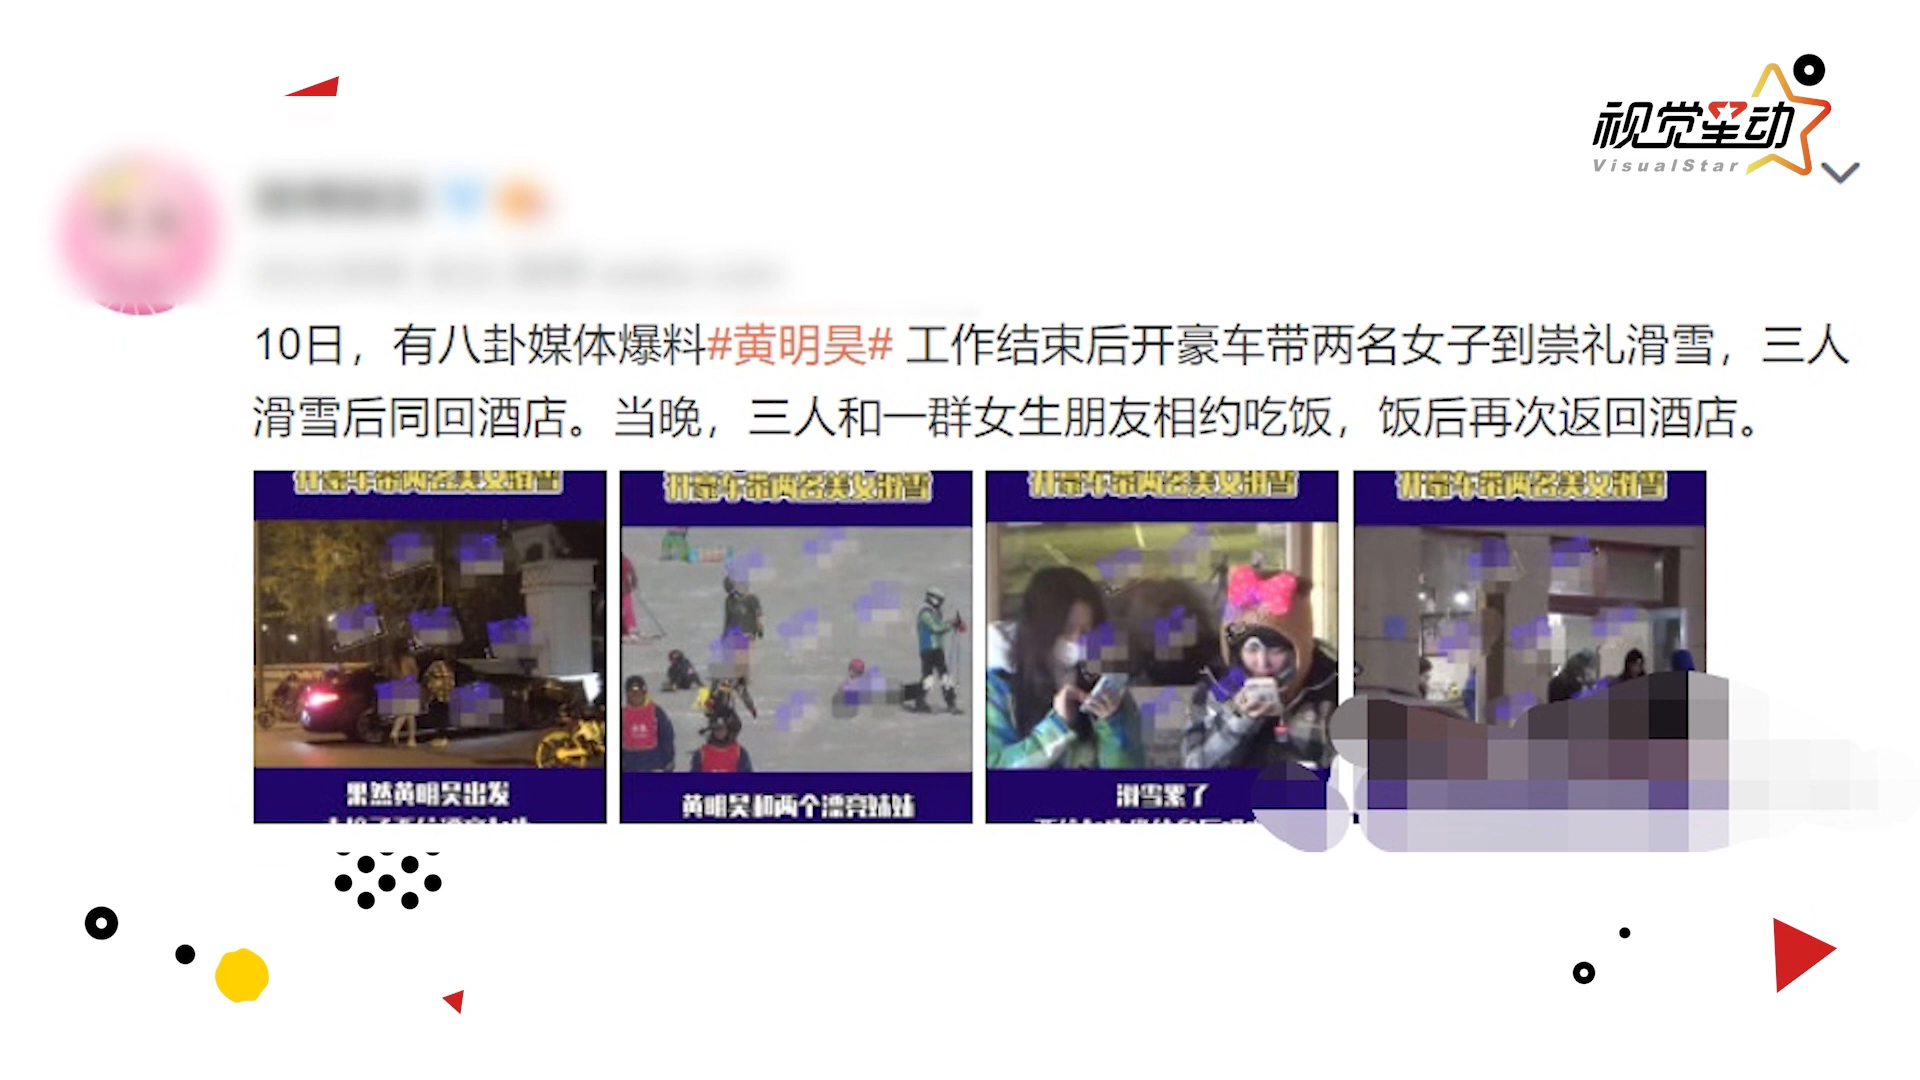 视觉星动
VisualStar
10日，有八卦媒体爆料#黄明昊# 工作结束后开豪车带两名女子到崇礼滑雪，三人
滑雪后同回酒店。当晚，三人和一群女生朋友相约吃饭，饭后再次返回酒店。
开豪车带两名美女滑雪
开豪车带两名美女滑雪
开豪车带两名美女滑雪
开豪车带两名美女滑雪
果然黄明昊出发
黄明昊和两个漂亮妹妹
滑雪累了